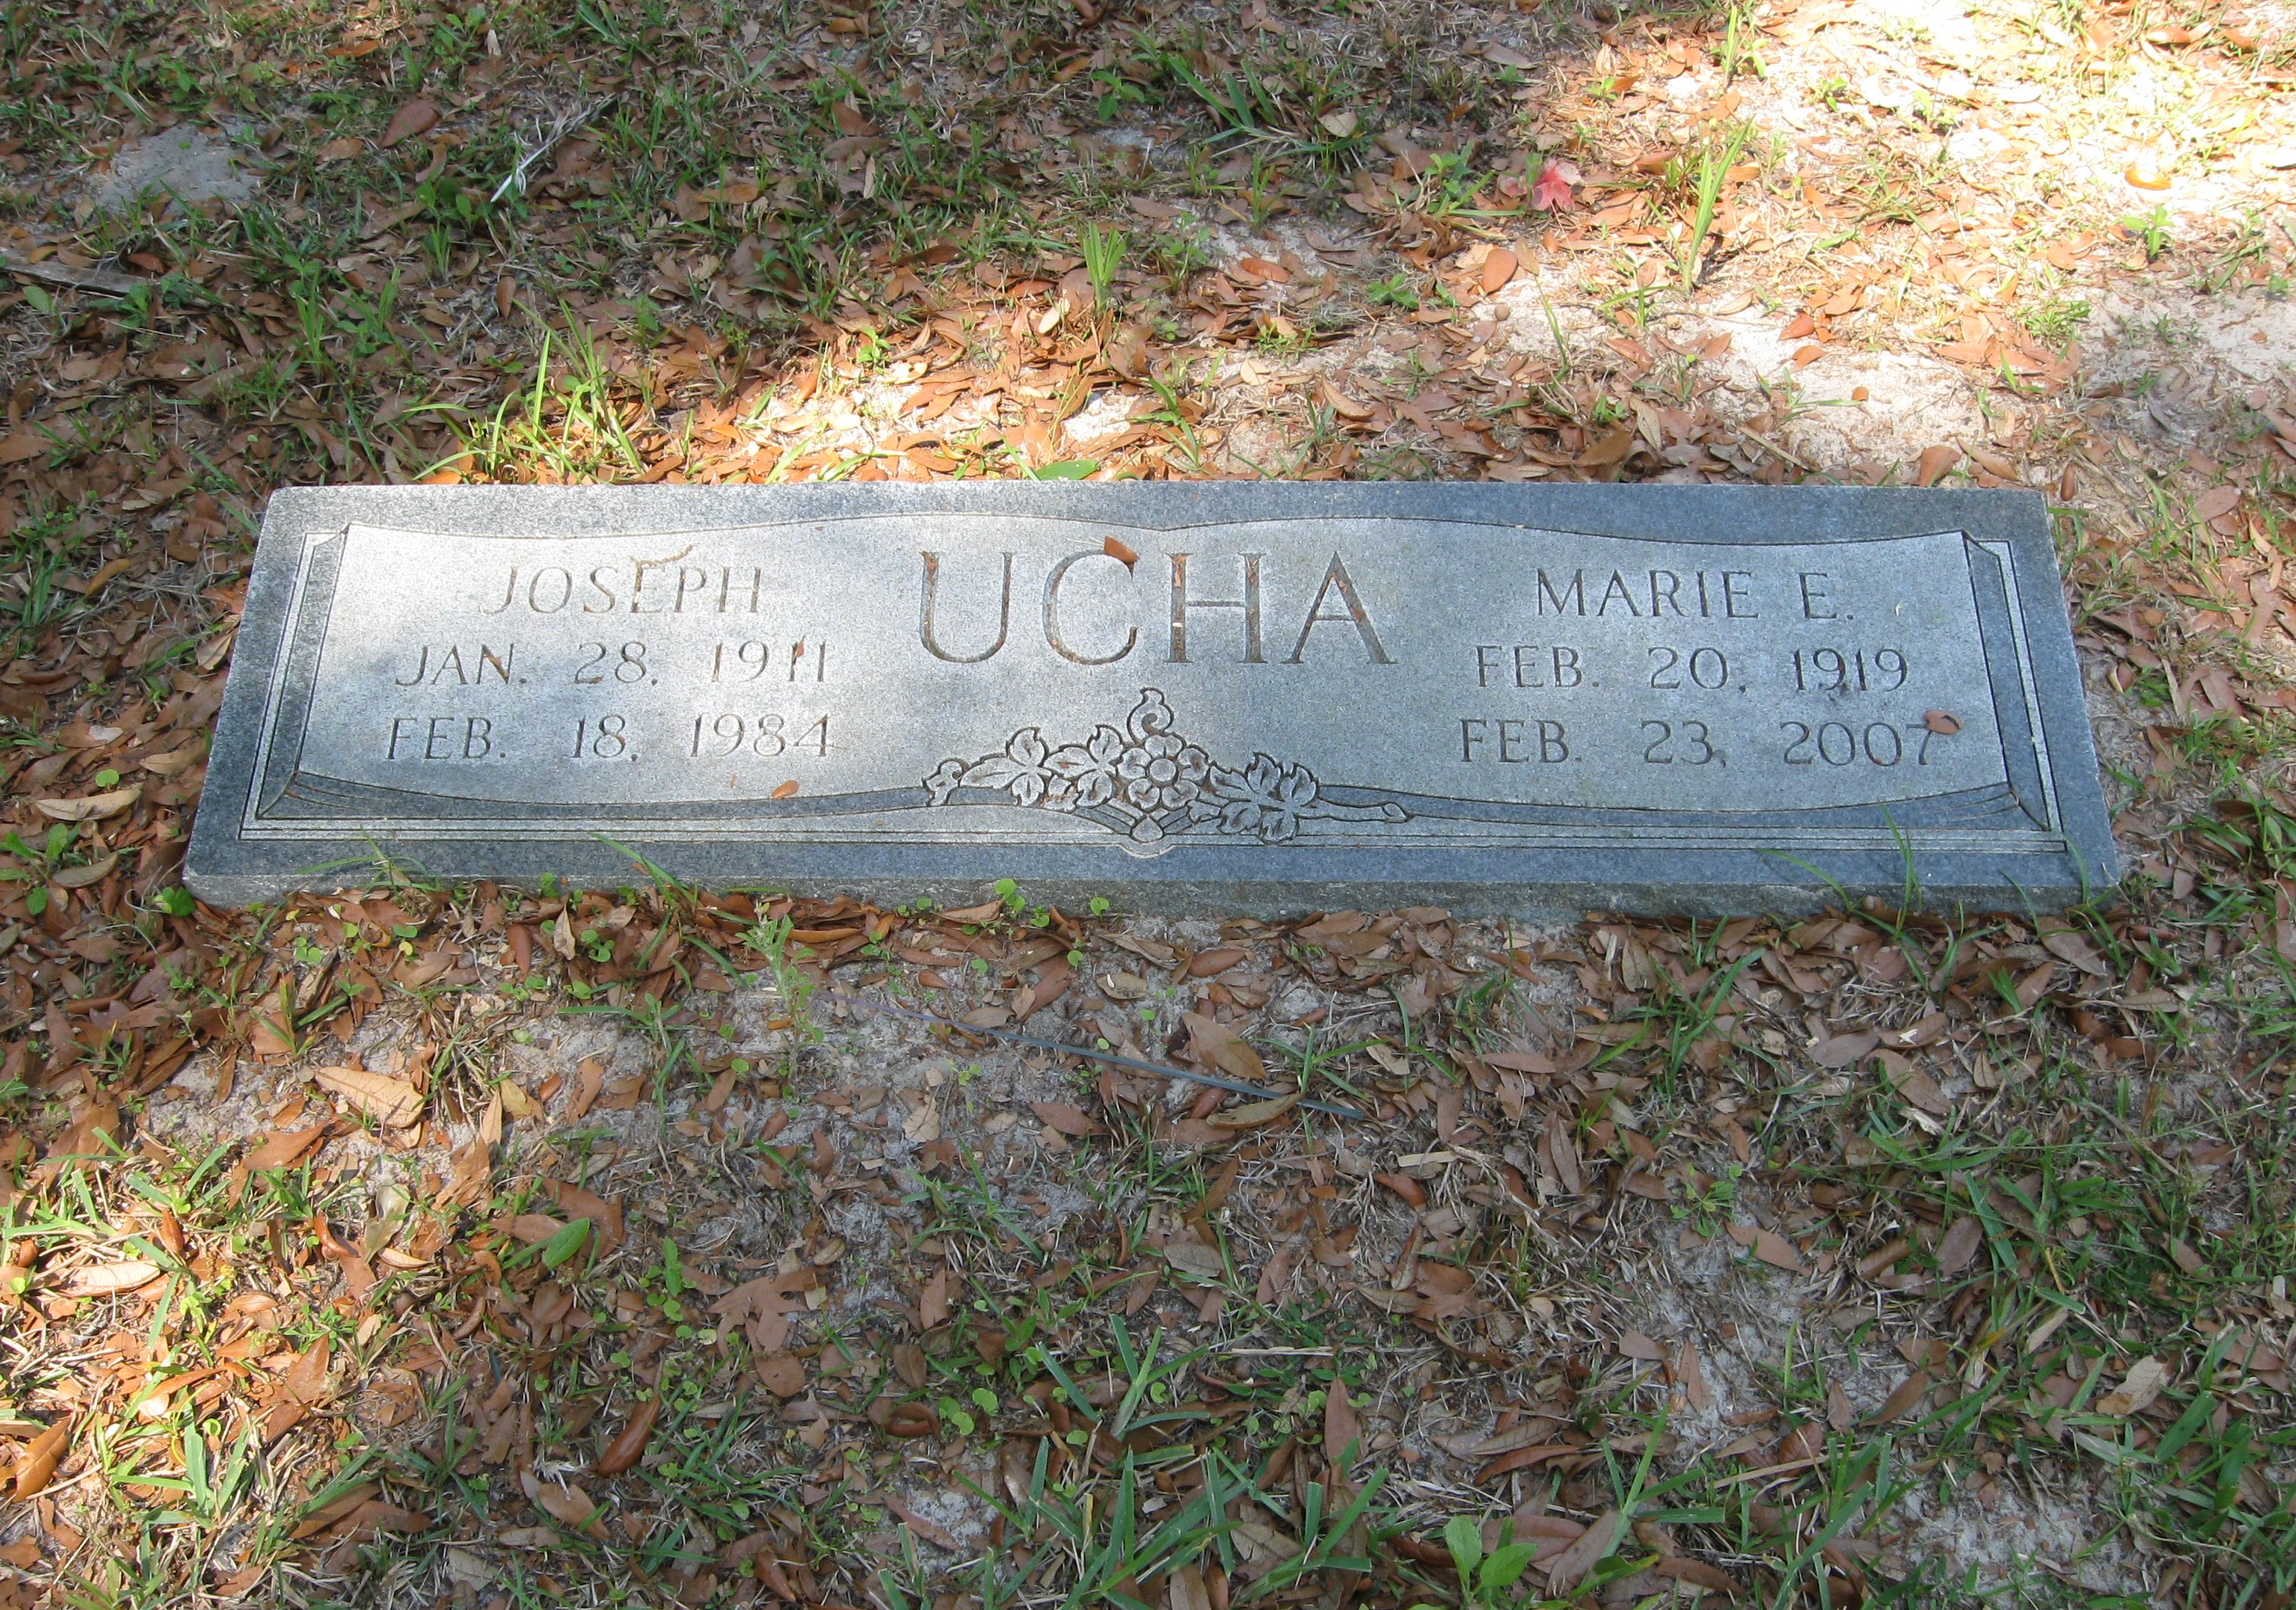 UCHA
JOSEPH
JAN. 28, 1911
FEB. 18, 1984
MARIE E.
FEB. 20, 1919
FEB. 23, 2007